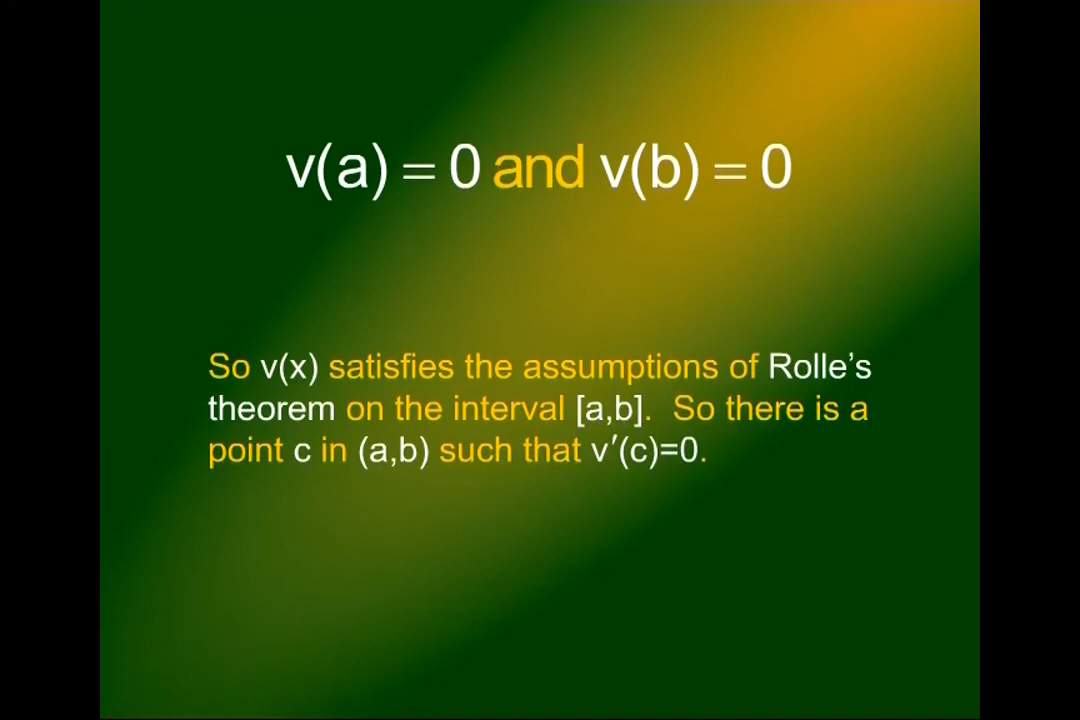 v(a) = 0 and v(b) = 0
So v(x) satisfies the assumptions of Rolle’s
theorem on the interval [a,b].  So there is a
point c in (a,b) such that v′(c)=0.